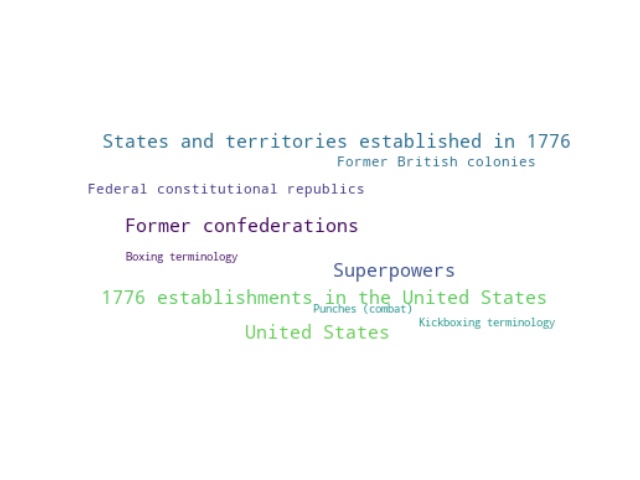 States and territories established in 1776
Former British colonies
Federal constitutional republics
Former confederations
Boxing terminology
Superpowers
1776 establishments in the United States
Punches (combat)
Kickboxing terminology
United States